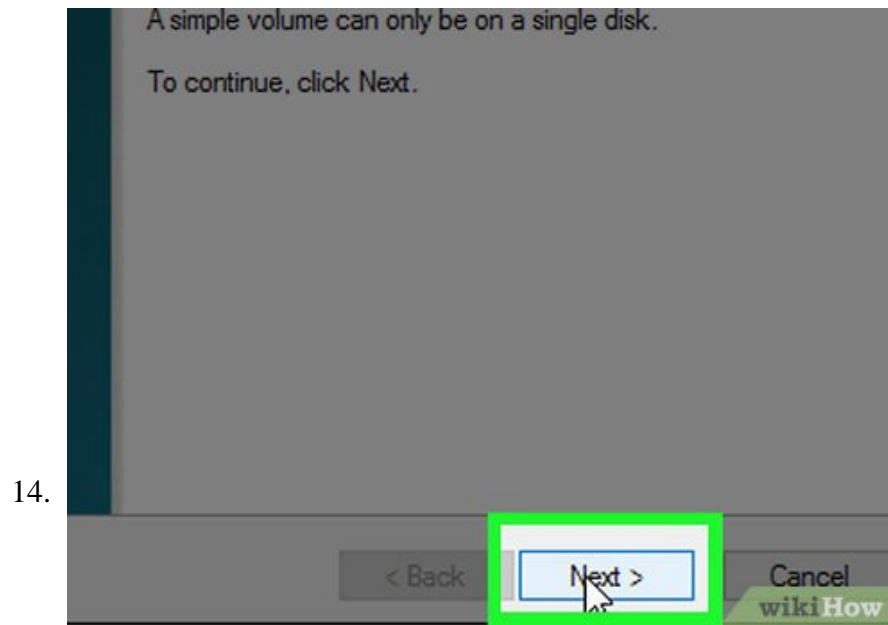 A simple volume can only be on a single disk.
To continue, click Next.
14.
< Back Next > Cancel
wikiHow